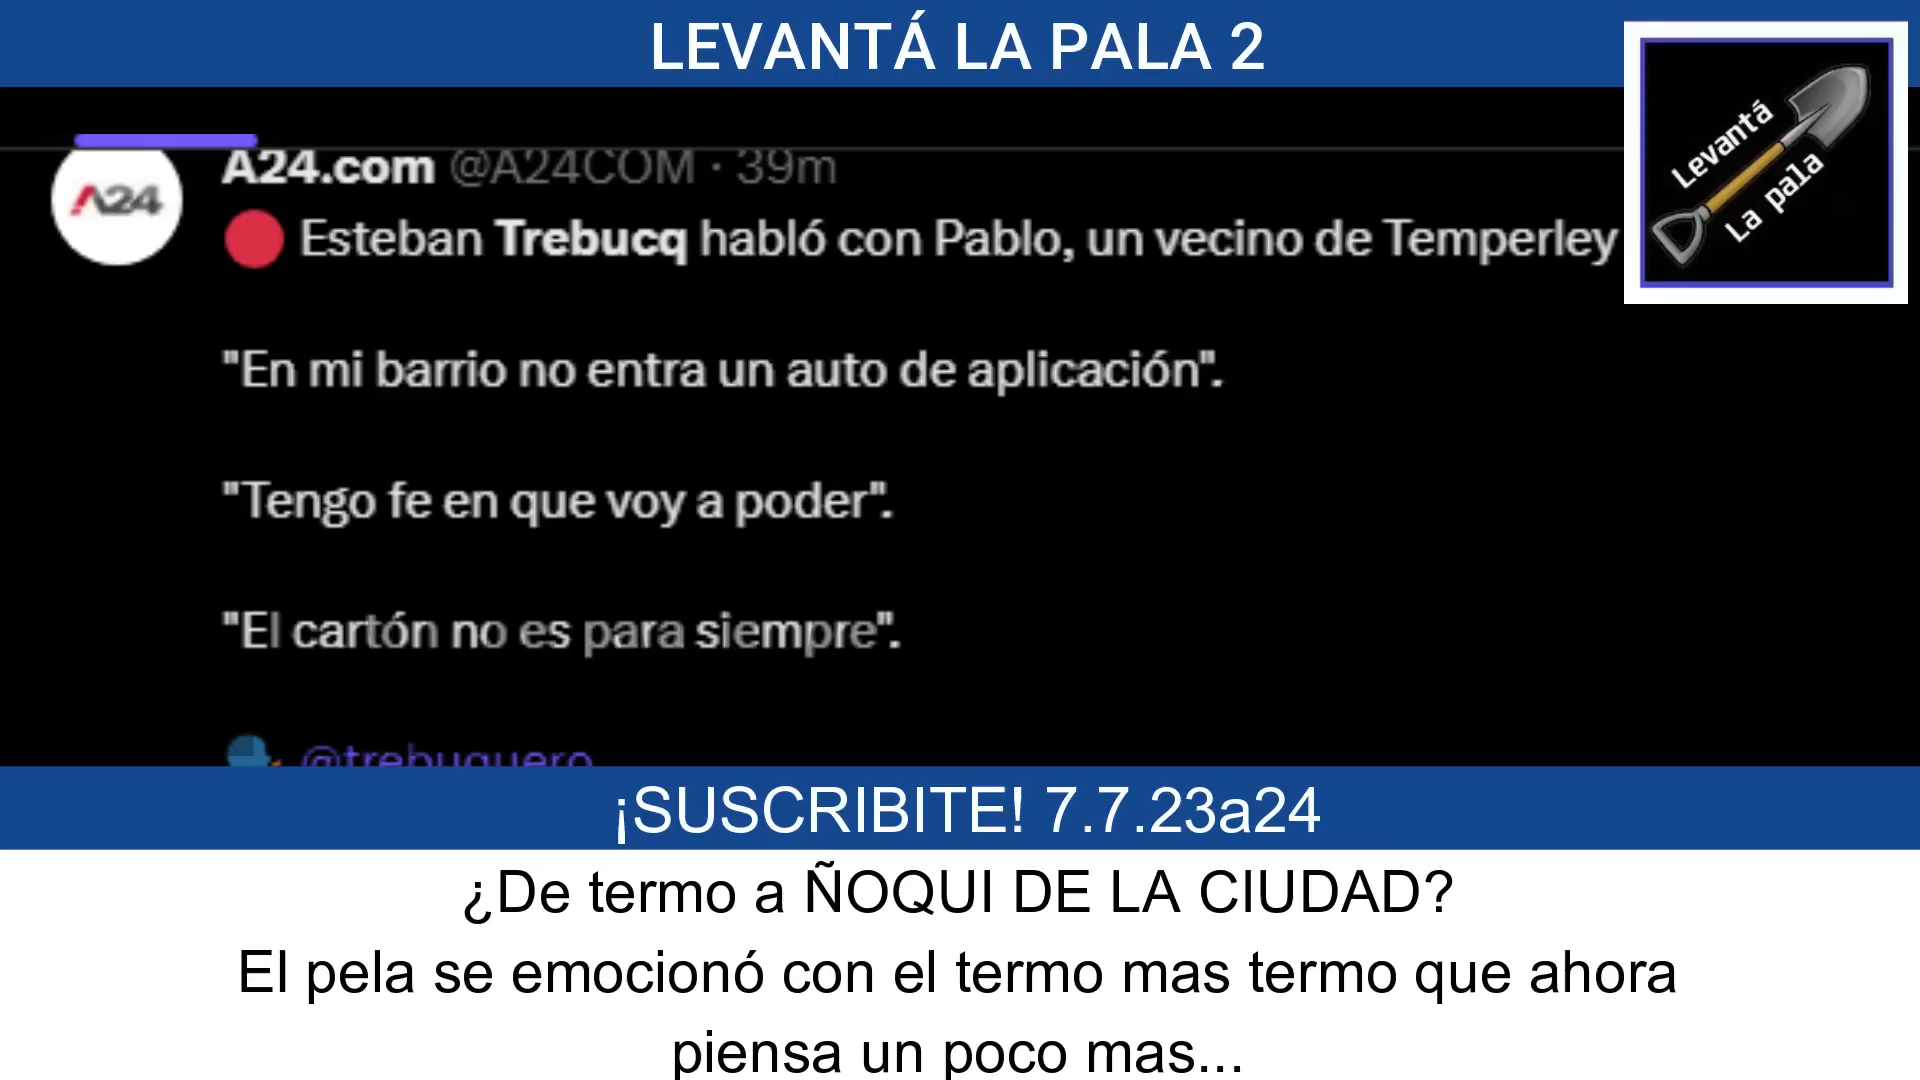 LEVANTÁ LA PALA 2
Levantá
La pala
A24
A24.com @A24COM · 39m
Esteban Trebucq habló con Pablo, un vecino de Temperley
"En mi barrio no entra un auto de aplicación".
"Tengo fe en que voy a poder".
"El cartón no es para siempre".
@trebuquero
¡SUSCRIBITE! 7.7.23a24
¿De termo a ÑOQUI DE LA CIUDAD?
El pela se emocionó con el termo mas termo que ahora
piensa un poco mas...